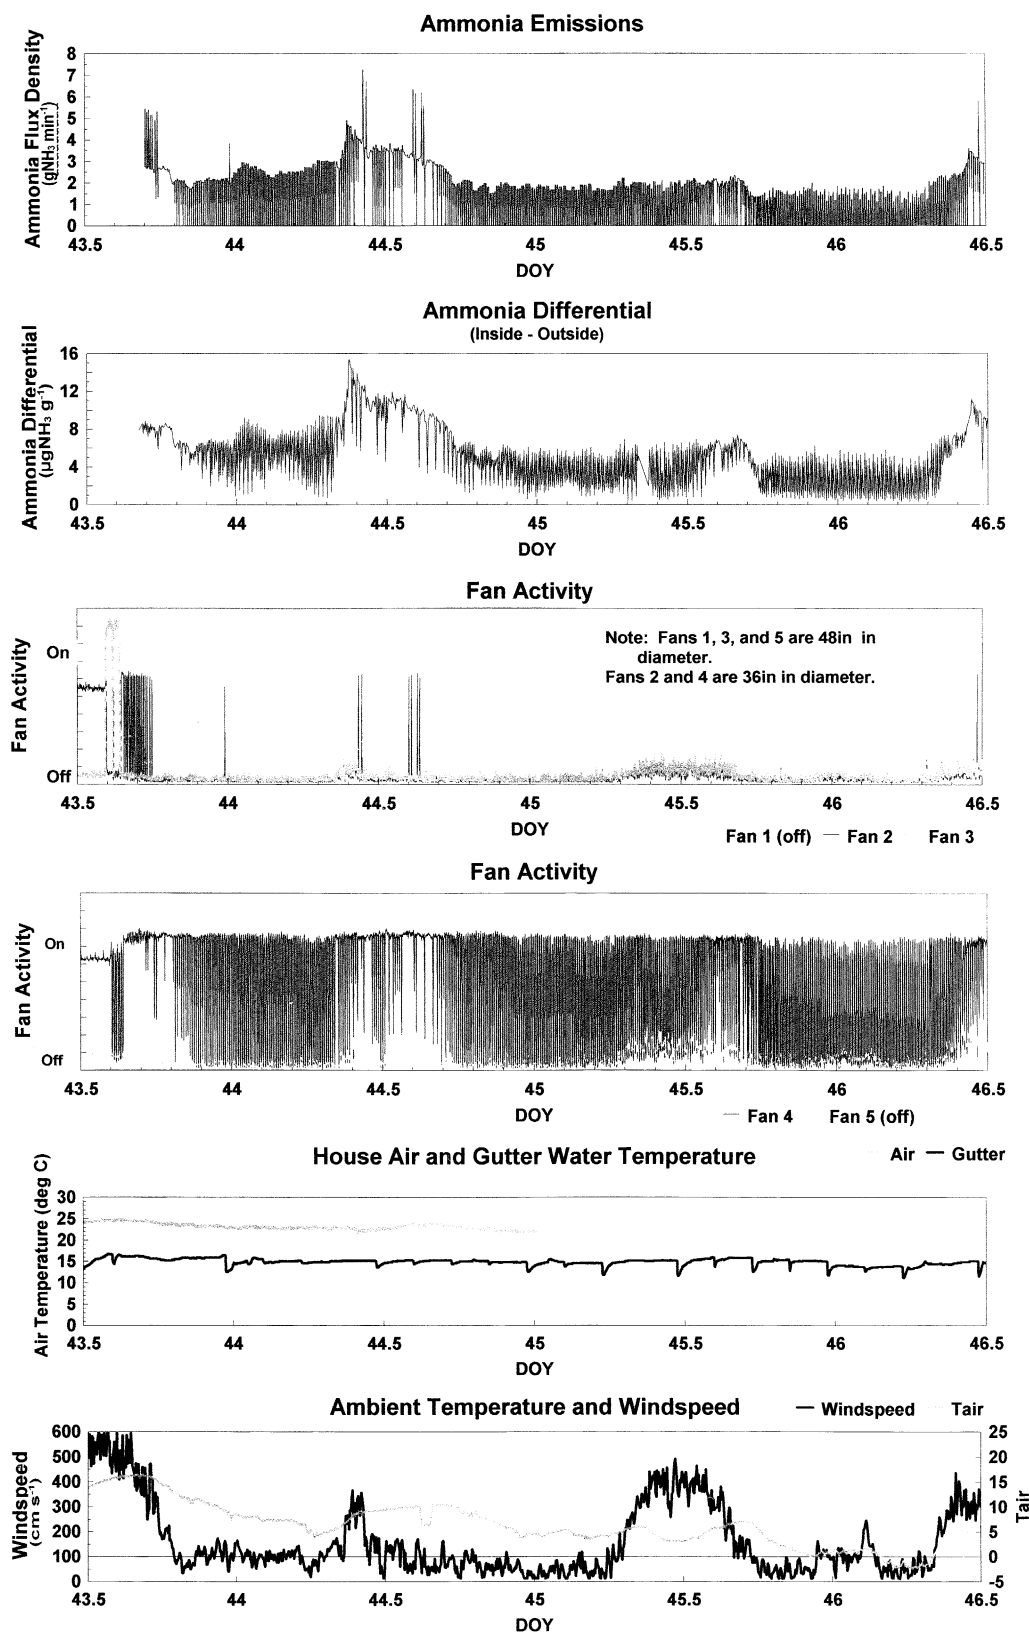 Ammonia Emissions
Ammonia Flux Density
(gNH₃ min⁻¹)
8
7
6
5
4
3
2
1
0
43.5 44 44.5 45 45.5 46 46.5
DOY
Ammonia Differential
(Inside - Outside)
Ammonia Differential
(µgNH₃ g⁻¹)
16
12
8
4
0
43.5 44 44.5 45 45.5 46 46.5
DOY
Fan Activity
Fan Activity
On
Off
Note: Fans 1, 3, and 5 are 48in in
diameter.
Fans 2 and 4 are 36in in diameter.
43.5 44 44.5 45 45.5 46 46.5
DOY
Fan 1 (off) Fan 2 Fan 3
Fan Activity
Fan Activity
On
Off
43.5 44 44.5 45 45.5 46 46.5
DOY
Fan 4 Fan 5 (off)
House Air and Gutter Water Temperature
Air Gutter
Air Temperature (deg C)
30
25
20
15
10
5
0
43.5 44 44.5 45 45.5 46 46.5
DOY
Ambient Temperature and Windspeed
Windspeed Tair
Windspeed
(cm s⁻¹)
600
500
400
300
200
100
0
25
20
15
10
5
0
-5
Tair
43.5 44 44.5 45 45.5 46 46.5
DOY